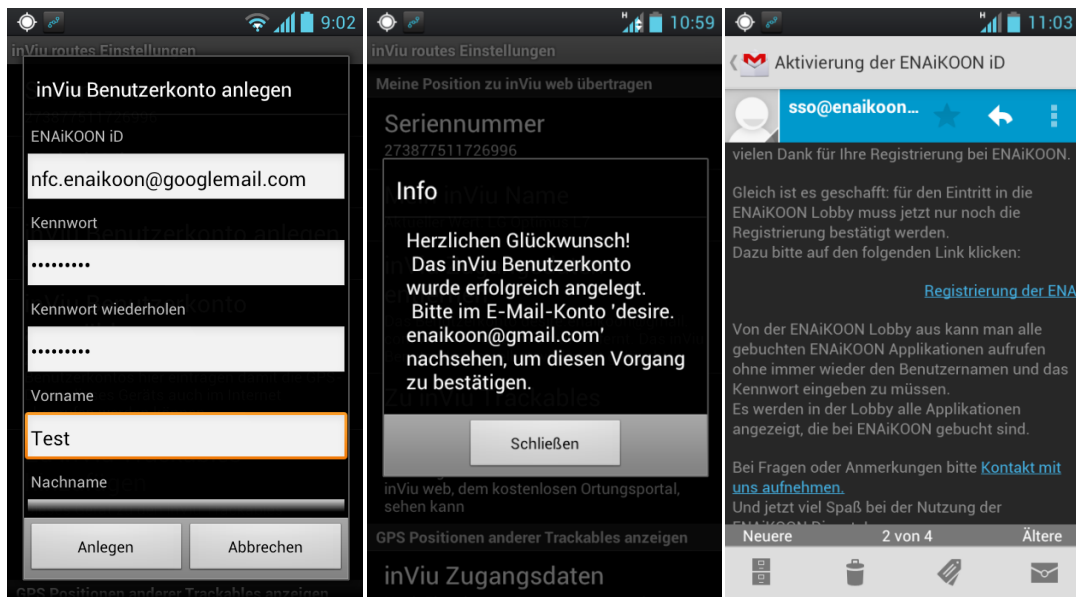 9:02
inViu routes Einstellungen
inViu Benutzerkonto anlegen
ENAiKOON iD
nfc.enaikoon@googlemail.com
Kennwort
•••••••••
Kennwort wiederholen
•••••••••
Vorname
Test
Nachname
Anlegen
Abbrechen
GPS Positionen anderer Trackables anzeigen
H
10:59
inViu routes Einstellungen
Meine Position zu inViu web übertragen
Seriennummer
273877511726996
Info
Herzlichen Glückwunsch!
Das inViu Benutzerkonto
wurde erfolgreich angelegt.
Bitte im E-Mail-Konto 'desire.
enaikoon@gmail.com'
nachsehen, um diesen Vorgang
zu bestätigen.
Zu inViu Trackables
Schließen
inViu web, dem kostenlosen Ortungsportal,
sehen kann
GPS Positionen anderer Trackables anzeigen
inViu Zugangsdaten
H
11:03
Aktivierung der ENAiKOON iD
sso@enaikoon…
vielen Dank für Ihre Registrierung bei ENAiKOON.
Gleich ist es geschafft: für den Eintritt in die
ENAiKOON Lobby muss jetzt nur noch die
Registrierung bestätigt werden.
Dazu bitte auf den folgenden Link klicken:
Registrierung der ENA
Von der ENAiKOON Lobby aus kann man alle
gebuchten ENAiKOON Applikationen aufrufen
ohne immer wieder den Benutzernamen und das
Kennwort eingeben zu müssen.
Es werden in der Lobby alle Applikationen
angezeigt, die bei ENAiKOON gebucht sind.
Bei Fragen oder Anmerkungen bitte Kontakt mit
uns aufnehmen.
Und jetzt viel Spaß bei der Nutzung der
Neuere
2 von 4
Ältere